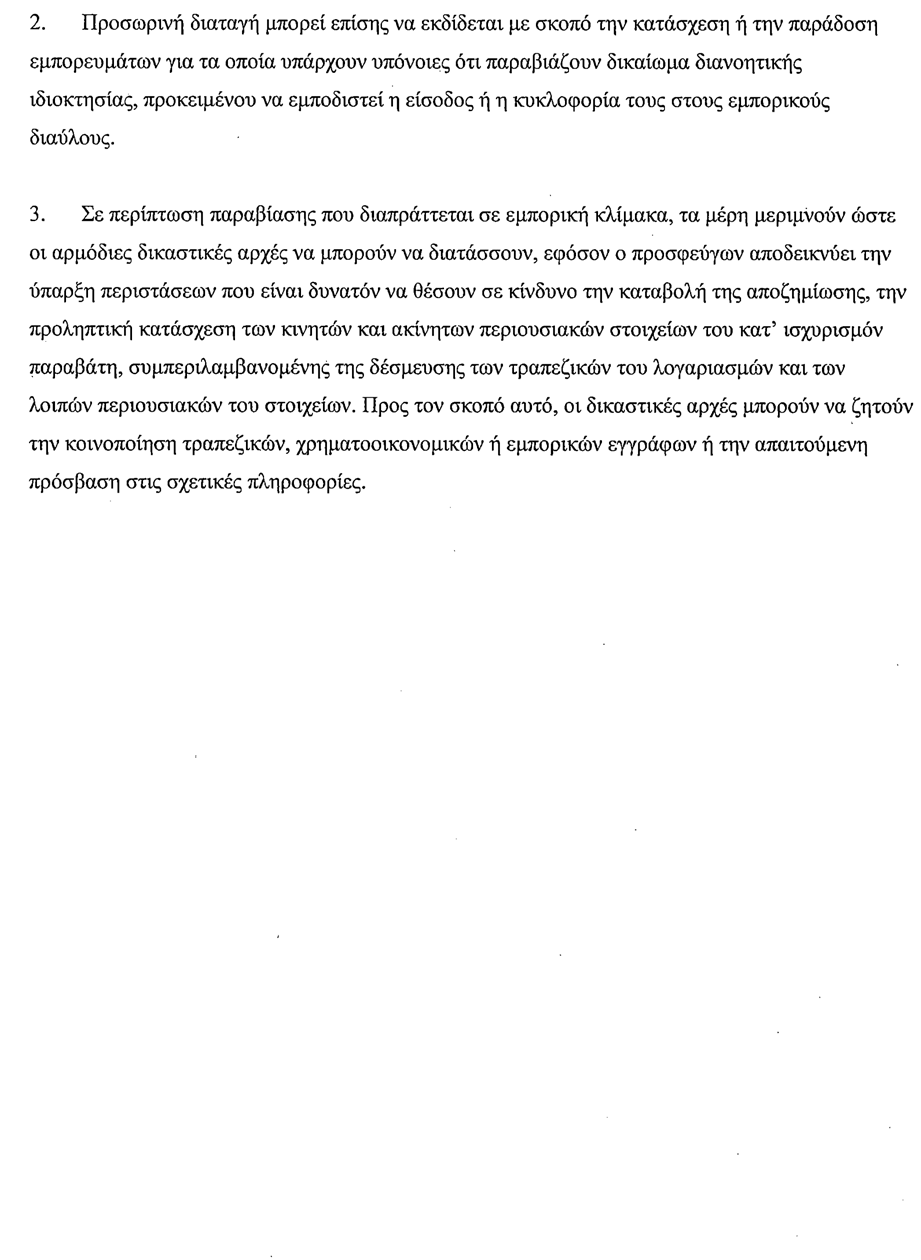 2. Προσωρινή διαταγή μπορεί επίσης να εκδίδεται με σκοπό την κατάσχεση ή την παράδοση
εμπορευμάτων για τα οποία υπάρχουν υπόνοιες ότι παραβιάζουν δικαίωμα διανοητικής
ιδιοκτησίας, προκειμένου να εμποδιστεί η είσοδος ή η κυκλοφορία τους στους εμπορικούς
διαύλους.
3. Σε περίπτωση παραβίασης που διαπράττεται σε εμπορική κλίμακα, τα μέρη μεριμνούν ώστε
οι αρμόδιες δικαστικές αρχές να μπορούν να διατάσσουν, εφόσον ο προσφεύγων αποδεικνύει την
ύπαρξη περιστάσεων που είναι δυνατόν να θέσουν σε κίνδυνο την καταβολή της αποζημίωσης, την
προληπτική κατάσχεση των κινητών και ακίνητων περιουσιακών στοιχείων του κατ’ ισχυρισμόν
παραβάτη, συμπεριλαμβανομένης της δέσμευσης των τραπεζικών του λογαριασμών και των
λοιπών περιουσιακών του στοιχείων. Προς τον σκοπό αυτό, οι δικαστικές αρχές μπορούν να ζητούν
την κοινοποίηση τραπεζικών, χρηματοοικονομικών ή εμπορικών εγγράφων ή την απαιτούμενη
πρόσβαση στις σχετικές πληροφορίες.